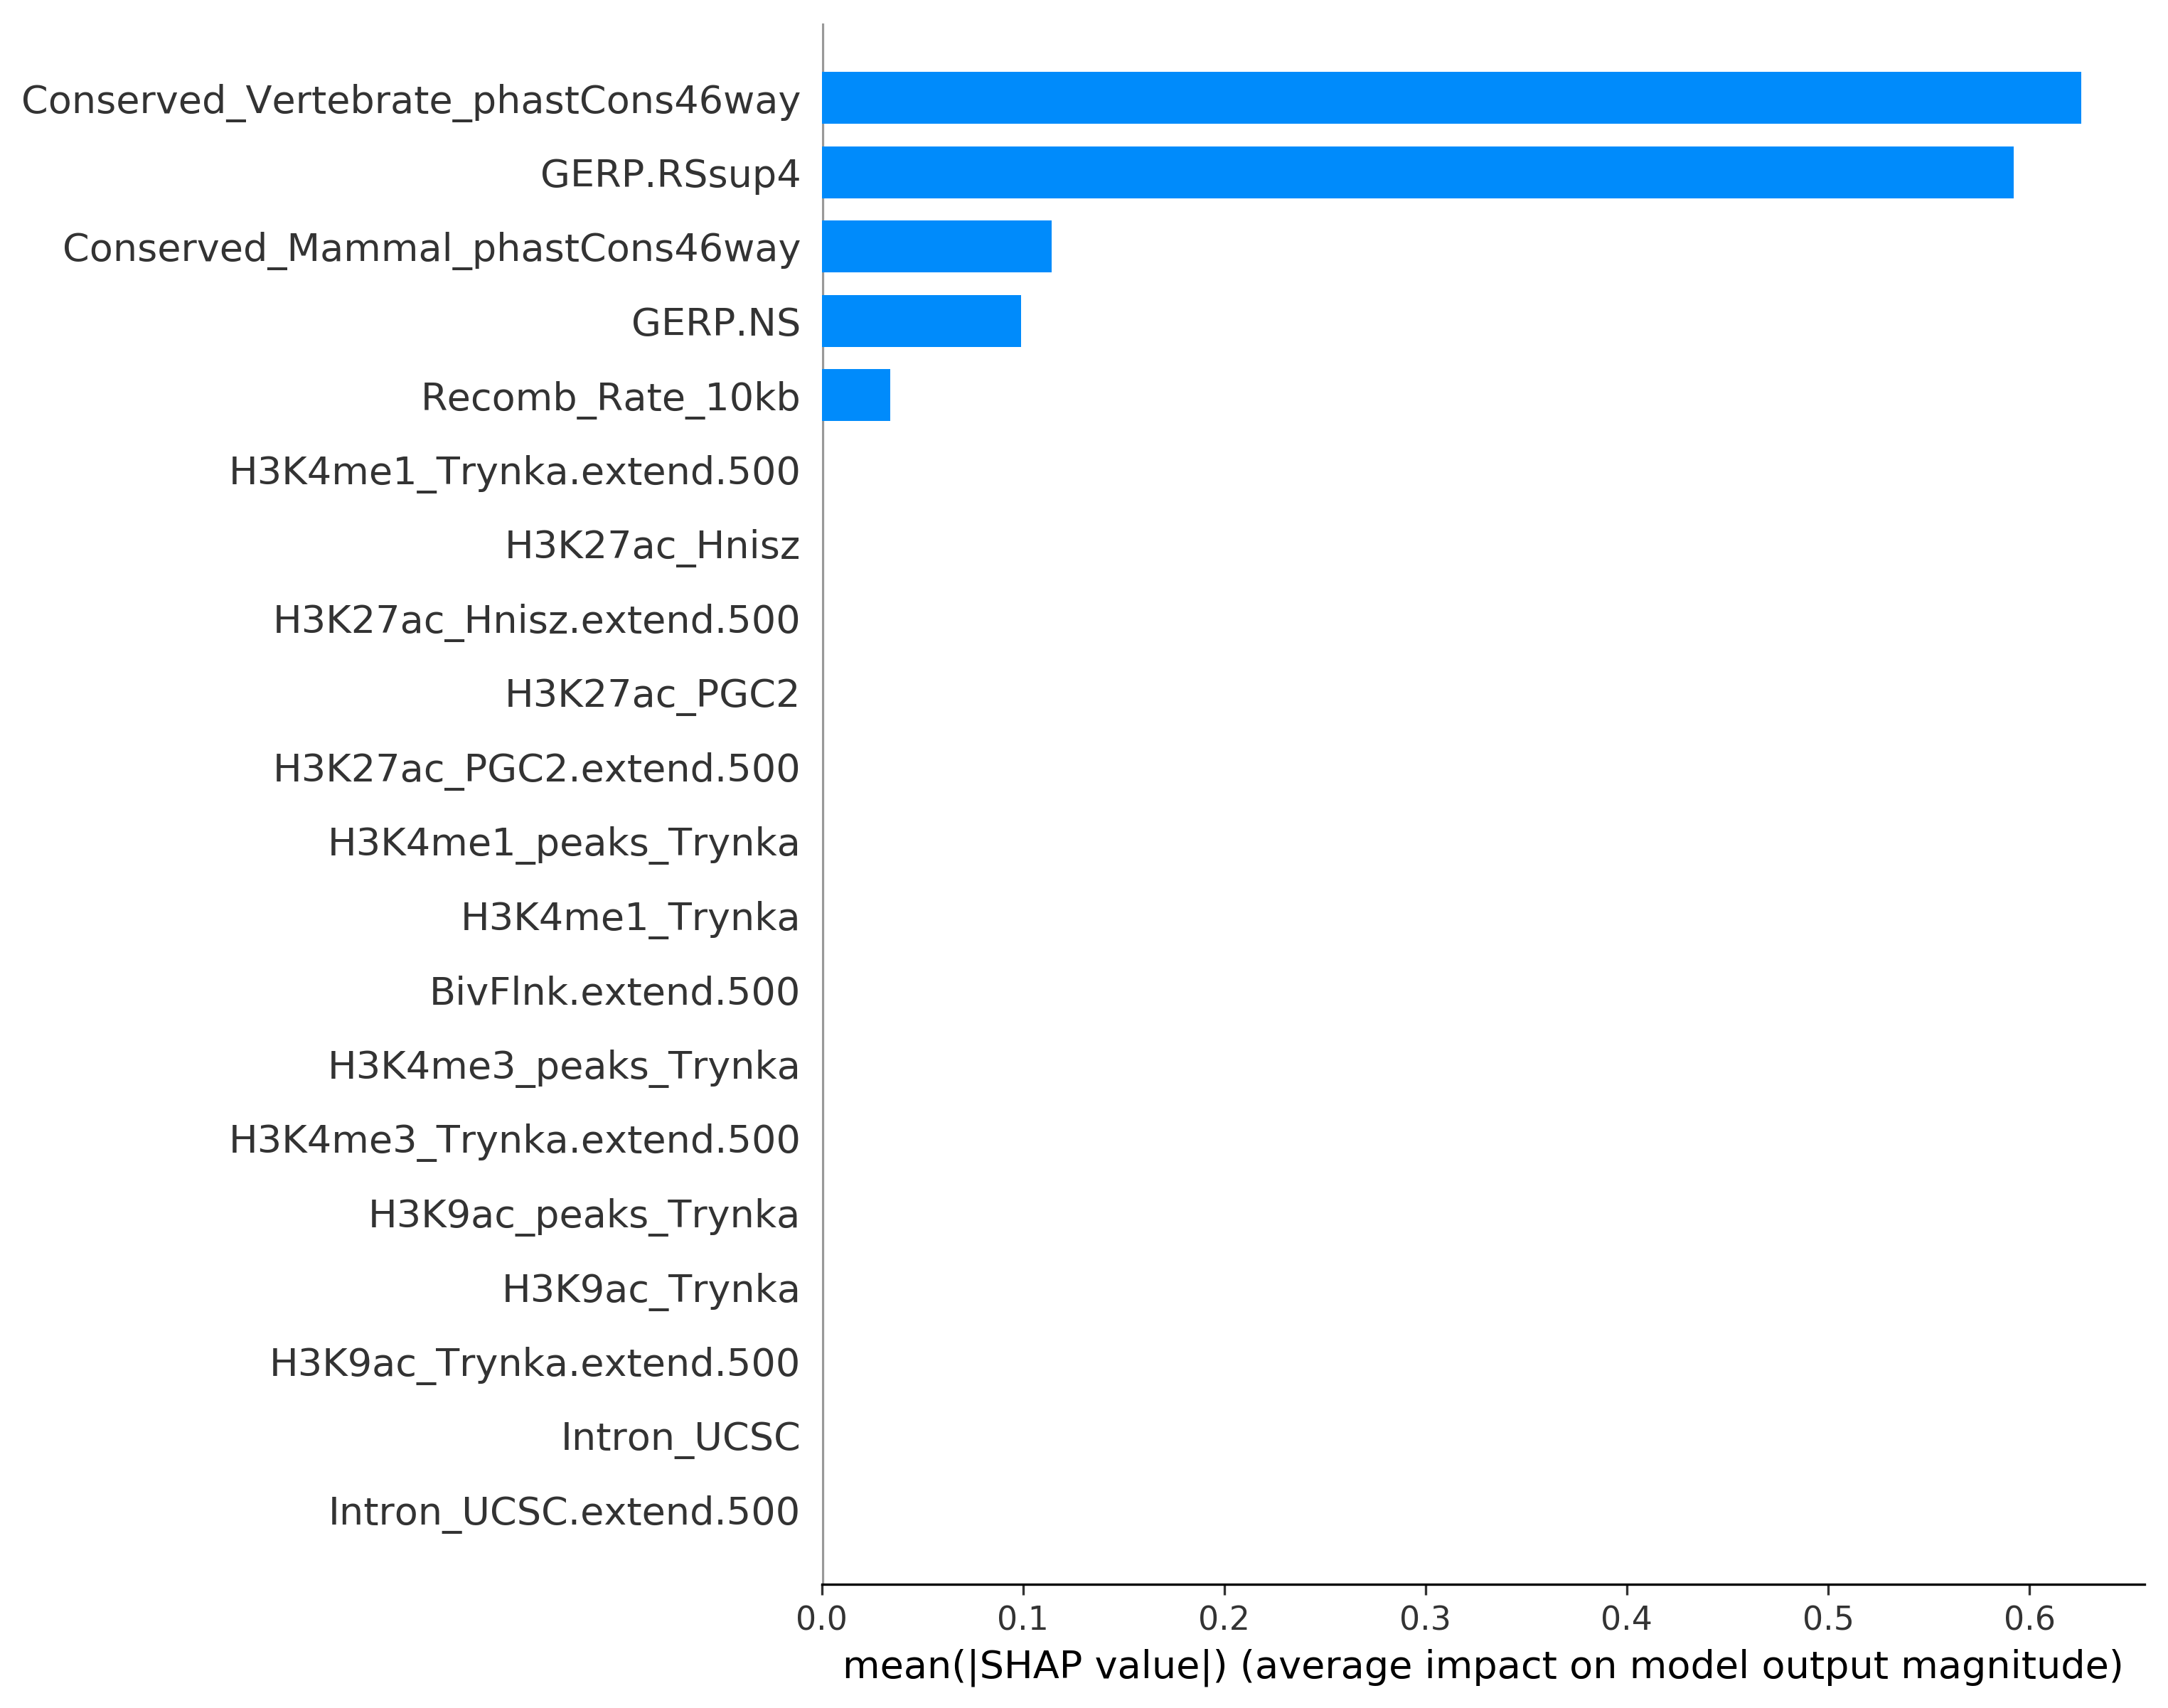 Conserved_Vertebrate_phastCons46way
GERP.RSsup4
Conserved_Mammal_phastCons46way
GERP.NS
Recomb_Rate_10kb
H3K4me1_Trynka.extend.500
H3K27ac_Hnisz
H3K27ac_Hnisz.extend.500
H3K27ac_PGC2
H3K27ac_PGC2.extend.500
H3K4me1_peaks_Trynka
H3K4me1_Trynka
BivFlnk.extend.500
H3K4me3_peaks_Trynka
H3K4me3_Trynka.extend.500
H3K9ac_peaks_Trynka
H3K9ac_Trynka
H3K9ac_Trynka.extend.500
Intron_UCSC
Intron_UCSC.extend.500
0.0 0.1 0.2 0.3 0.4 0.5 0.6
mean(|SHAP value|) (average impact on model output magnitude)